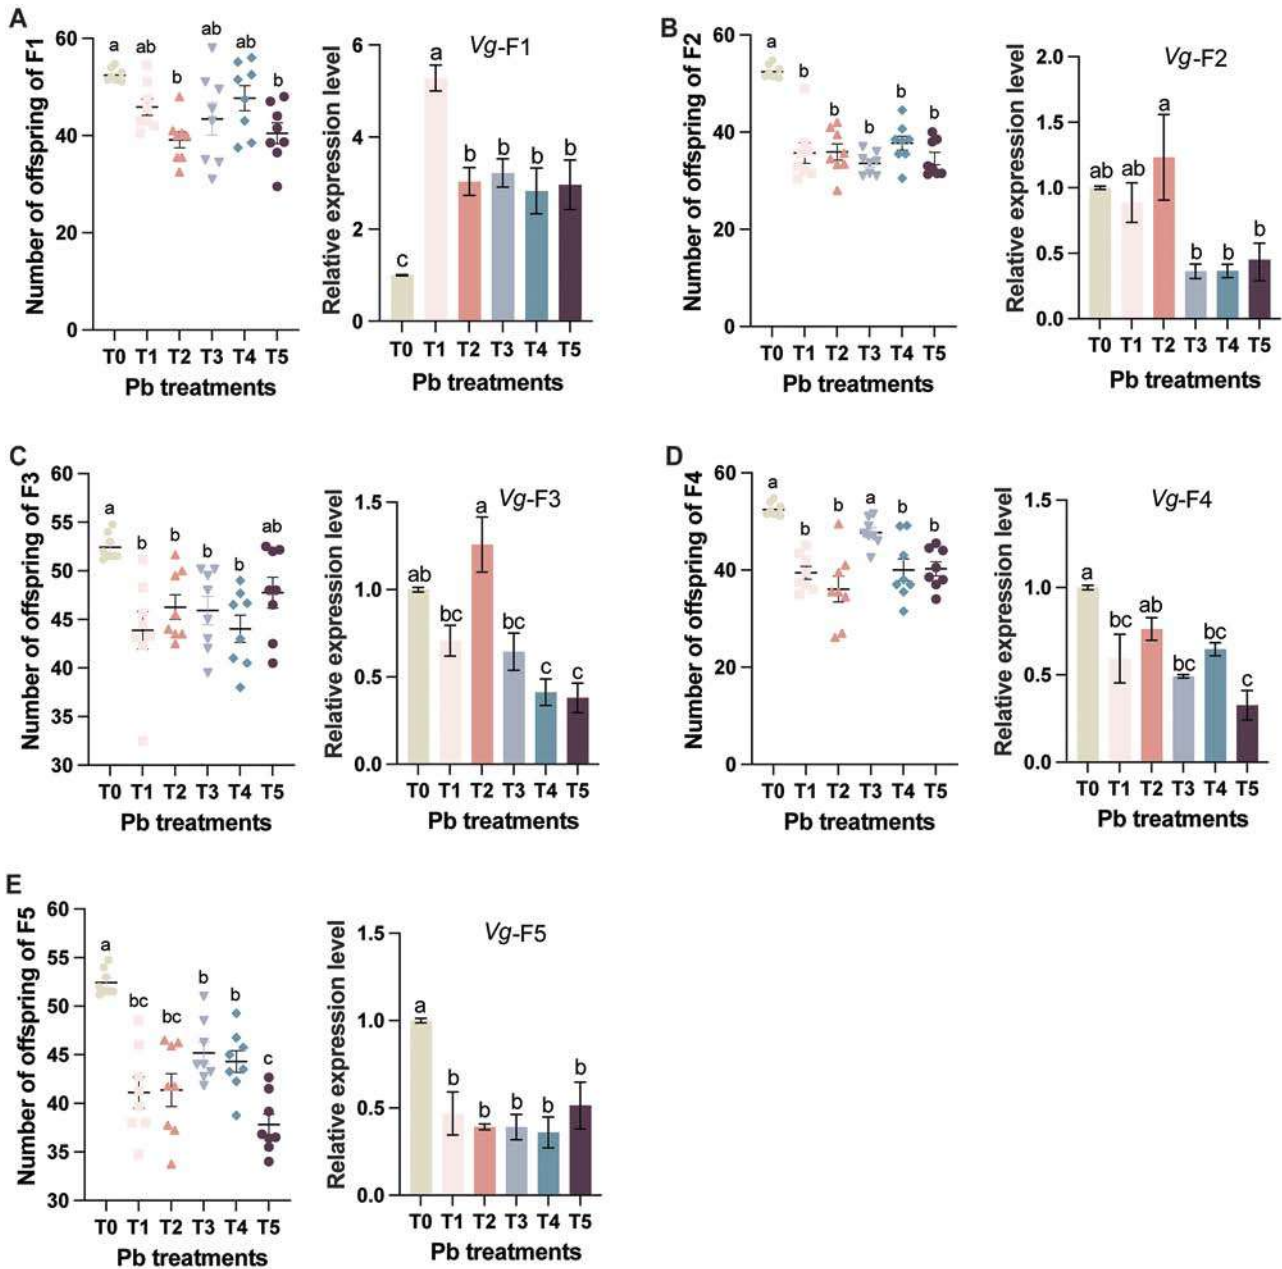 A
Number of offspring of F1
60
40
20
0
a
ab
b
ab
ab
b
T0 T1 T2 T3 T4 T5
Pb treatments
Vg-F1
Relative expression level
6
4
2
0
c
a
b
b
b
b
T0 T1 T2 T3 T4 T5
Pb treatments
B
Number of offspring of F2
60
40
20
0
a
b
b
b
b
b
T0 T1 T2 T3 T4 T5
Pb treatments
Vg-F2
Relative expression level
2.0
1.5
1.0
0.5
0.0
ab
ab
a
b
b
b
T0 T1 T2 T3 T4 T5
Pb treatments
C
Number of offspring of F3
60
55
50
45
40
35
30
a
b
b
b
b
ab
T0 T1 T2 T3 T4 T5
Pb treatments
Vg-F3
Relative expression level
1.5
1.0
0.5
0.0
ab
bc
a
bc
c
c
T0 T1 T2 T3 T4 T5
Pb treatments
D
Number of offspring of F4
60
40
20
0
a
b
b
a
b
b
T0 T1 T2 T3 T4 T5
Pb treatments
Vg-F4
Relative expression level
1.5
1.0
0.5
0.0
a
bc
ab
bc
bc
c
T0 T1 T2 T3 T4 T5
Pb treatments
E
Number of offspring of F5
60
55
50
45
40
35
30
a
bc
bc
b
b
c
T0 T1 T2 T3 T4 T5
Pb treatments
Vg-F5
Relative expression level
1.5
1.0
0.5
0.0
a
b
b
b
b
b
T0 T1 T2 T3 T4 T5
Pb treatments